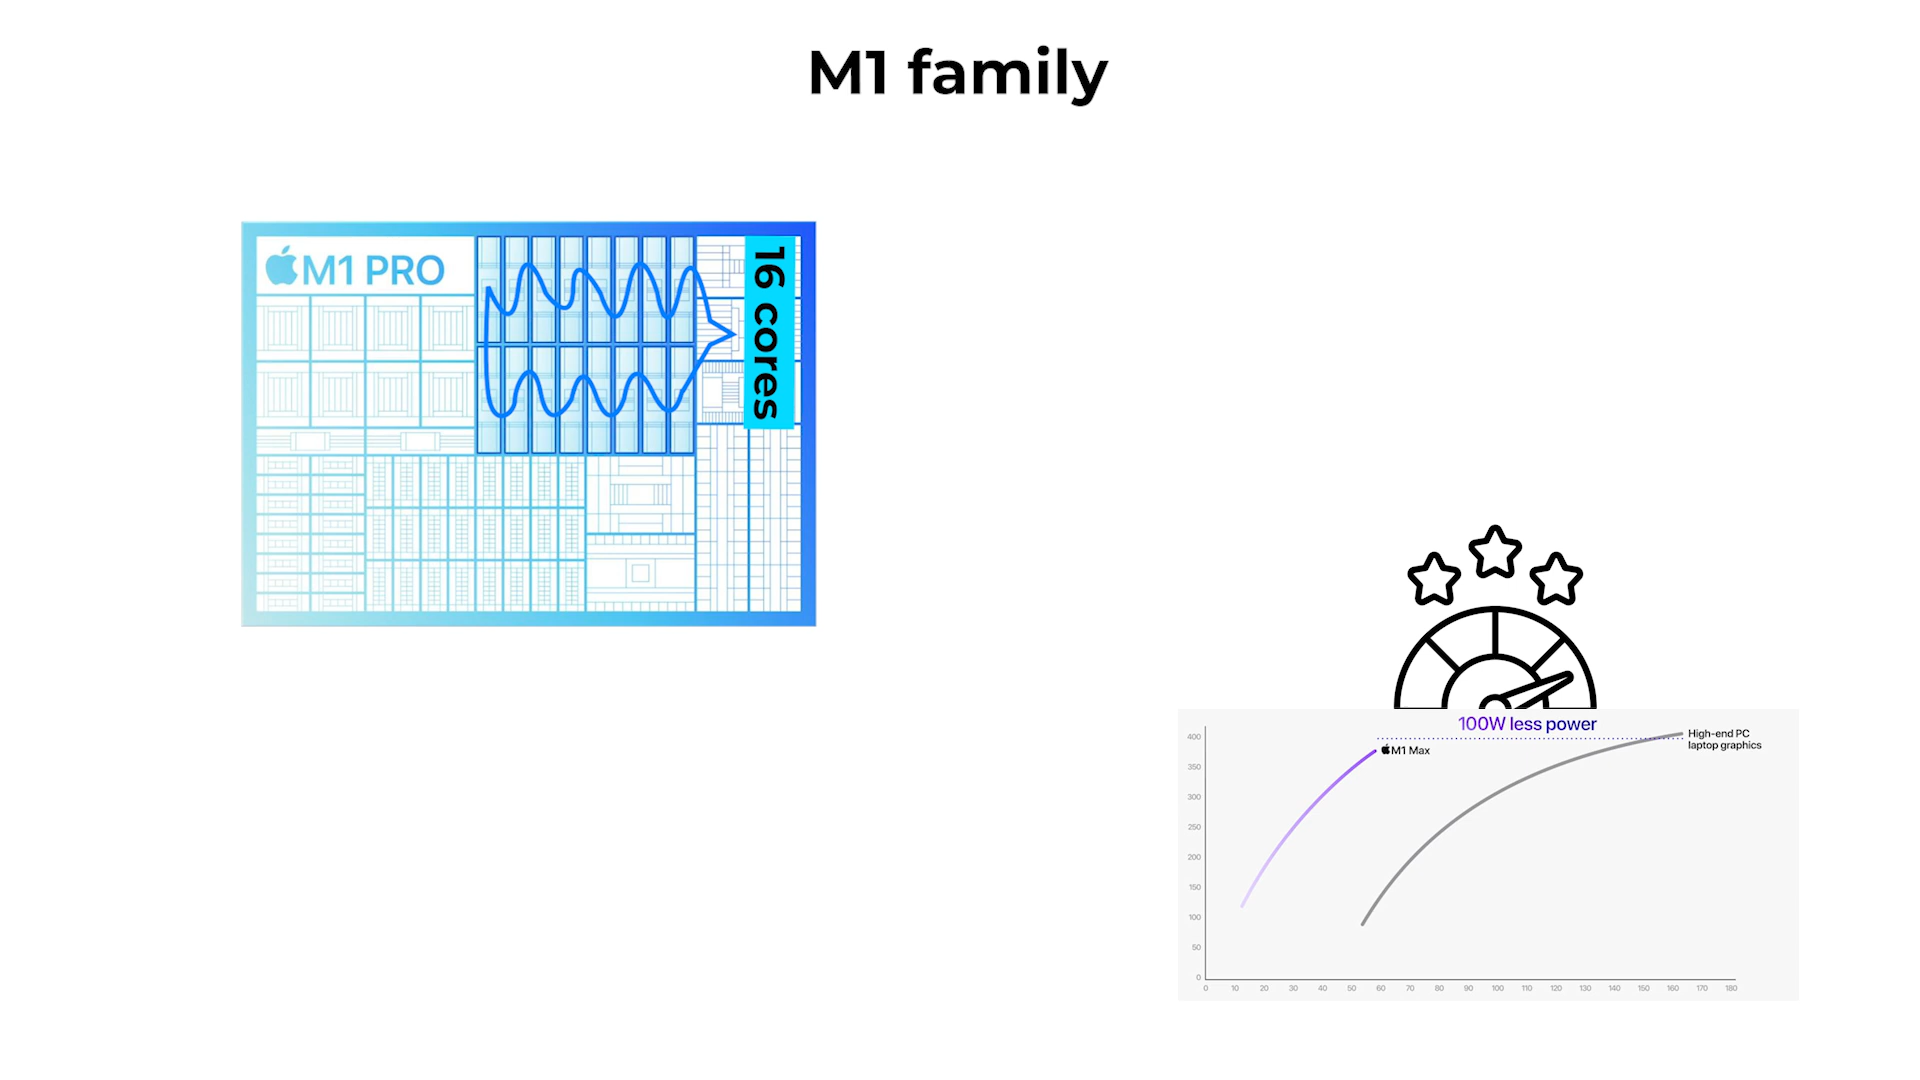 M1 family
M1 PRO
16 cores
100W less power
M1 Max
High-end PC
laptop graphics
400
350
300
250
200
150
100
50
0
0 10 20 30 40 50 60 70 80 90 100 110 120 130 140 150 160 170 180